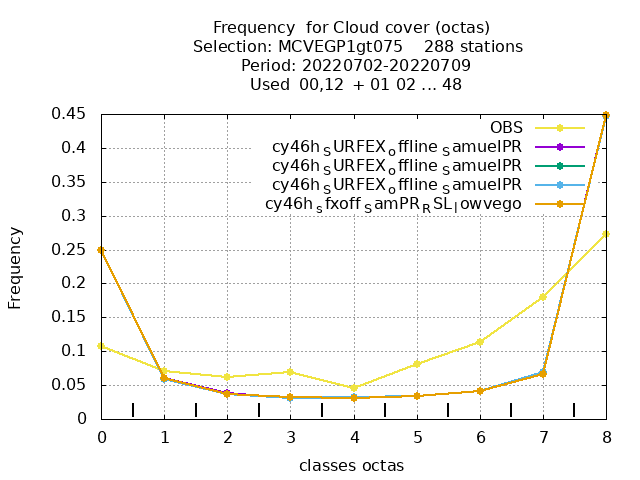 Frequency  for Cloud cover (octas)
Selection: MCVEGP1gt075    288 stations
Period: 20220702-20220709
Used  00,12  + 01 02 ... 48
OBS
cy46h_SURFEX_offline_SamuelPR
cy46h_SURFEX_offline_SamuelPR
cy46h_SURFEX_offline_SamuelPR
cy46h_sfxoff_SamPR_RSL_lowvego
0.45
0.4
0.35
0.3
0.25
0.2
0.15
0.1
0.05
0
Frequency
0 1 2 3 4 5 6 7 8
classes octas